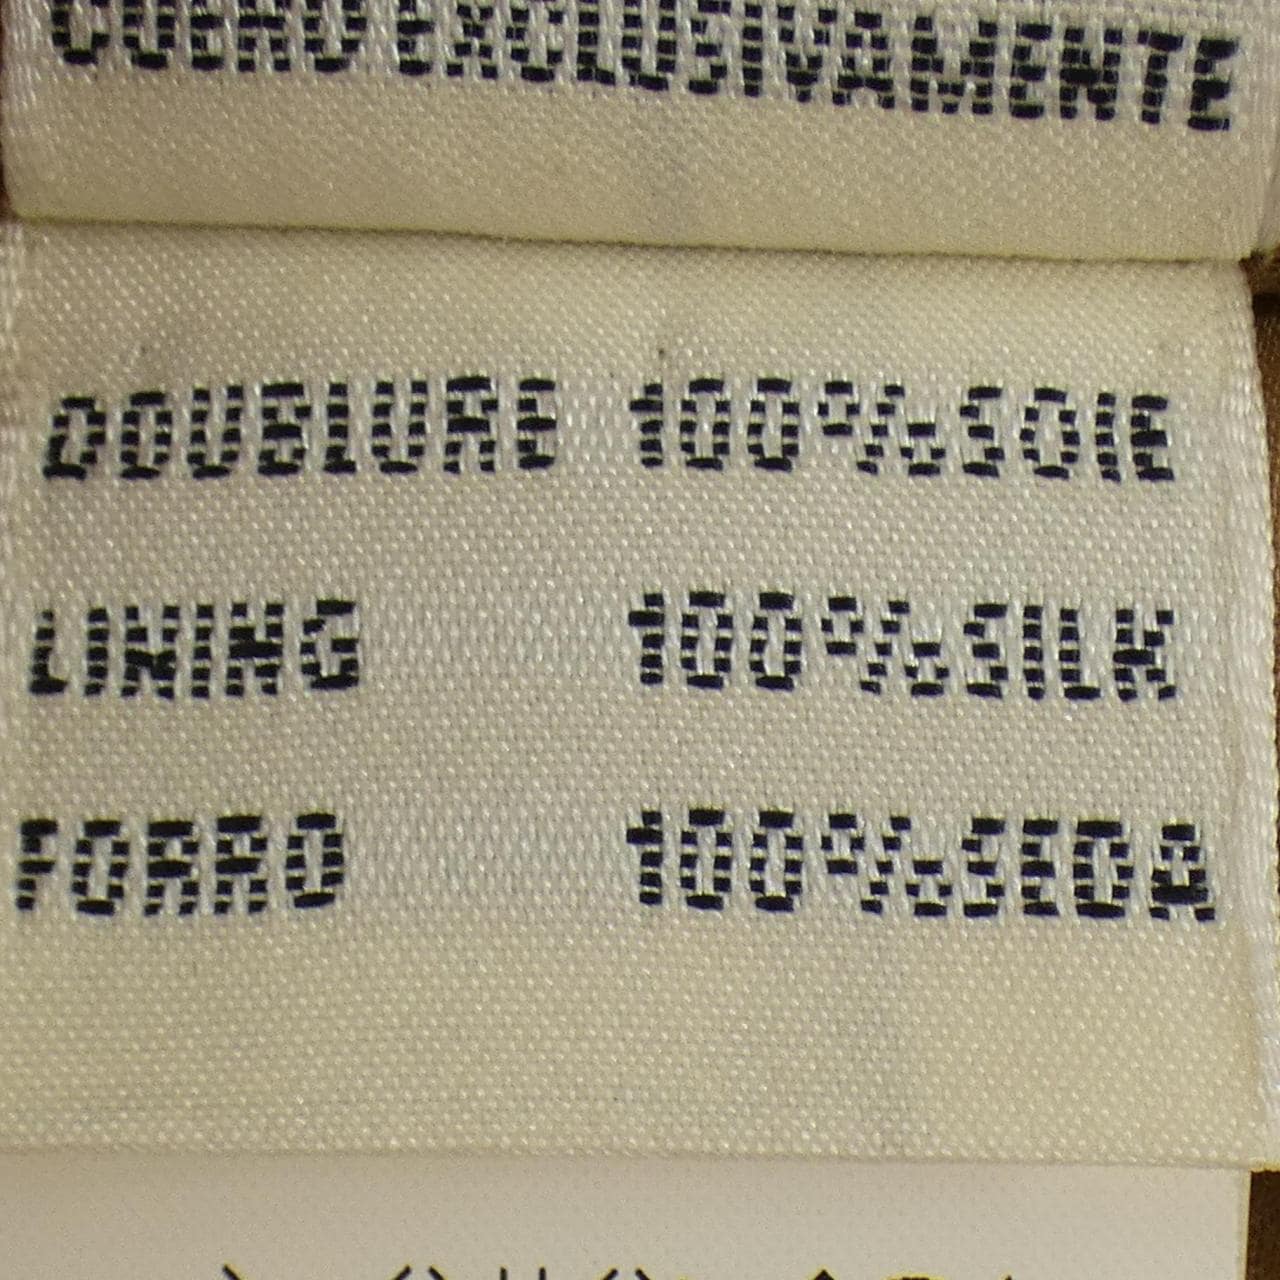 CUERO EXCLUSIVAMENTE
DOUBLURE 100%SOIE
LINING 100%SILK
FORRO 100%SEDA